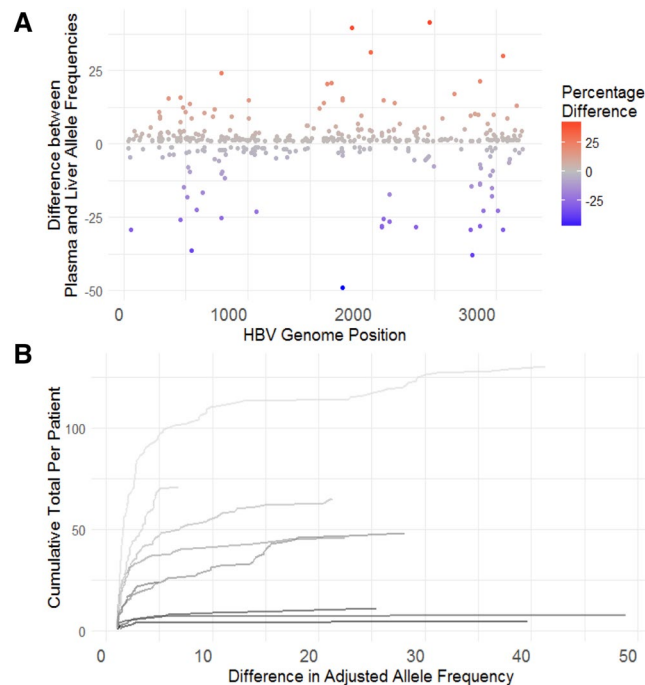 A
Difference between
Plasma and Liver Allele Frequencies
25
0
-25
-50
0 1000 2000 3000
HBV Genome Position
Percentage
Difference
25
0
-25
B
Cumulative Total Per Patient
100
50
0
0 10 20 30 40 50
Difference in Adjusted Allele Frequency